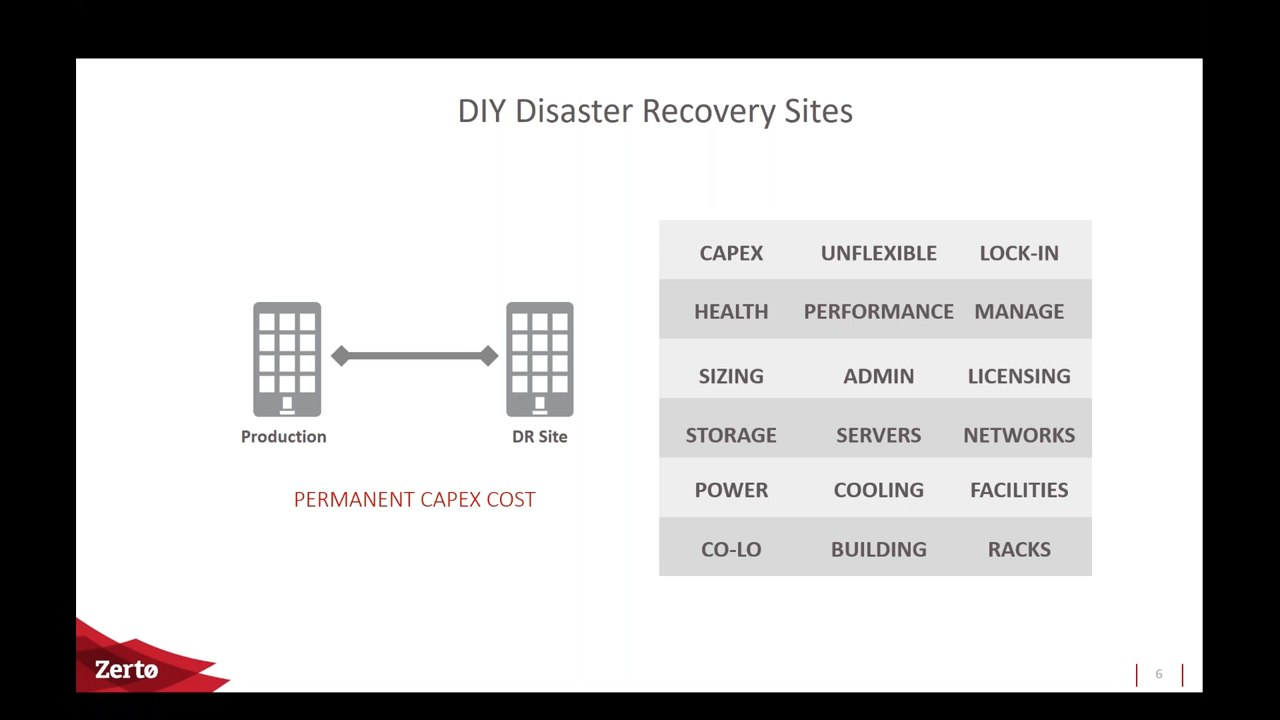 DIY Disaster Recovery Sites
CAPEX UNFLEXIBLE LOCK-IN
HEALTH PERFORMANCE MANAGE
SIZING ADMIN LICENSING
STORAGE SERVERS NETWORKS
POWER COOLING FACILITIES
CO-LO BUILDING RACKS
Production DR Site
PERMANENT CAPEX COST
Zerto
6